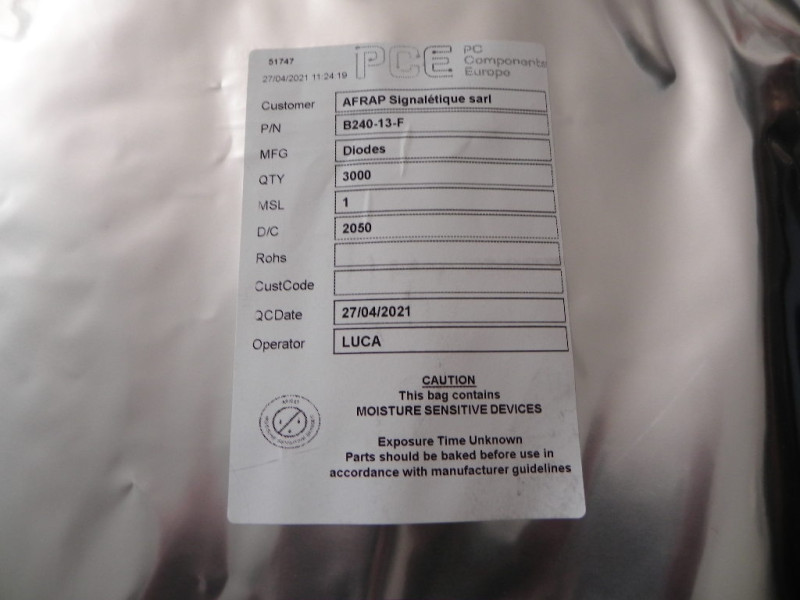 51747
27/04/2021 11 24 19
PCE PC Components Europe
Customer AFRAP Signalétique sarl
P/N B240-13-F
MFG Diodes
QTY 3000
MSL 1
D/C 2050
Rohs
CustCode
QCDate 27/04/2021
Operator LUCA
CAUTION
This bag contains
MOISTURE SENSITIVE DEVICES
Exposure Time Unknown
Parts should be baked before use in
accordance with manufacturer guidelines